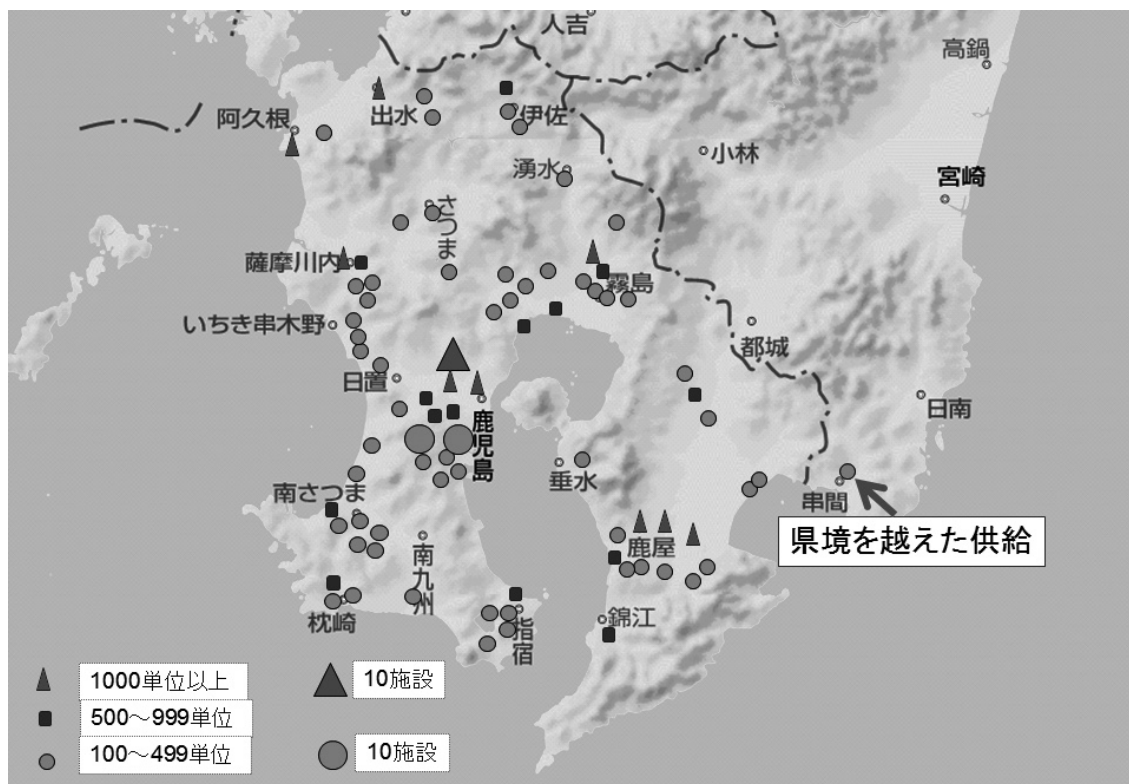 人吉
高鍋
阿久根
出水
伊佐
湧水
小林
宮崎
さつま
薩摩川内
霧島
いちき串木野
都城
日置
日南
鹿児島
垂水
串間
南さつま
県境を越えた供給
鹿屋
南九州
枕崎
指宿
錦江
1000単位以上
10施設
500～999単位
100～499単位
10施設